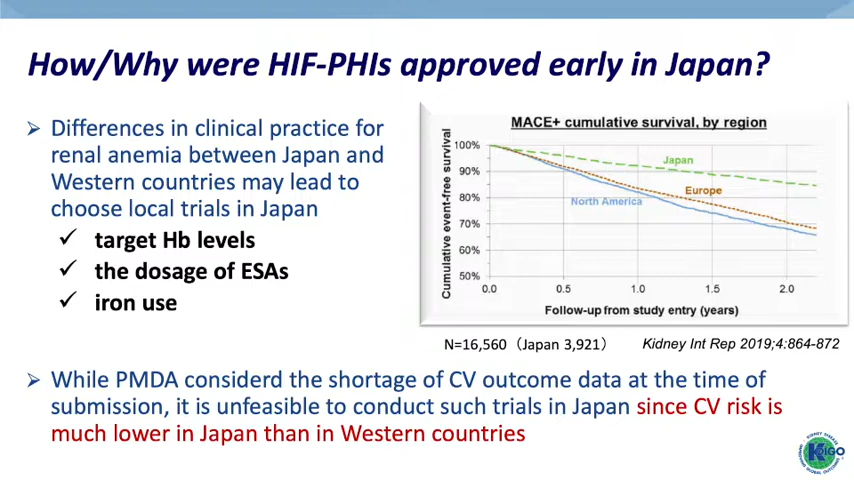 How/Why were HIF-PHIs approved early in Japan?
➢ Differences in clinical practice for
renal anemia between Japan and
Western countries may lead to
choose local trials in Japan
✓ target Hb levels
✓ the dosage of ESAs
✓ iron use
MACE+ cumulative survival, by region
Cumulative event-free survival
100%
90%
80%
70%
60%
50%
Japan
Europe
North America
0.0 0.5 1.0 1.5 2.0
Follow-up from study entry (years)
N=16,560（Japan 3,921） Kidney Int Rep 2019;4:864-872
➢ While PMDA considerd the shortage of CV outcome data at the time of
submission, it is unfeasible to conduct such trials in Japan since CV risk is
much lower in Japan than in Western countries
KDIGO